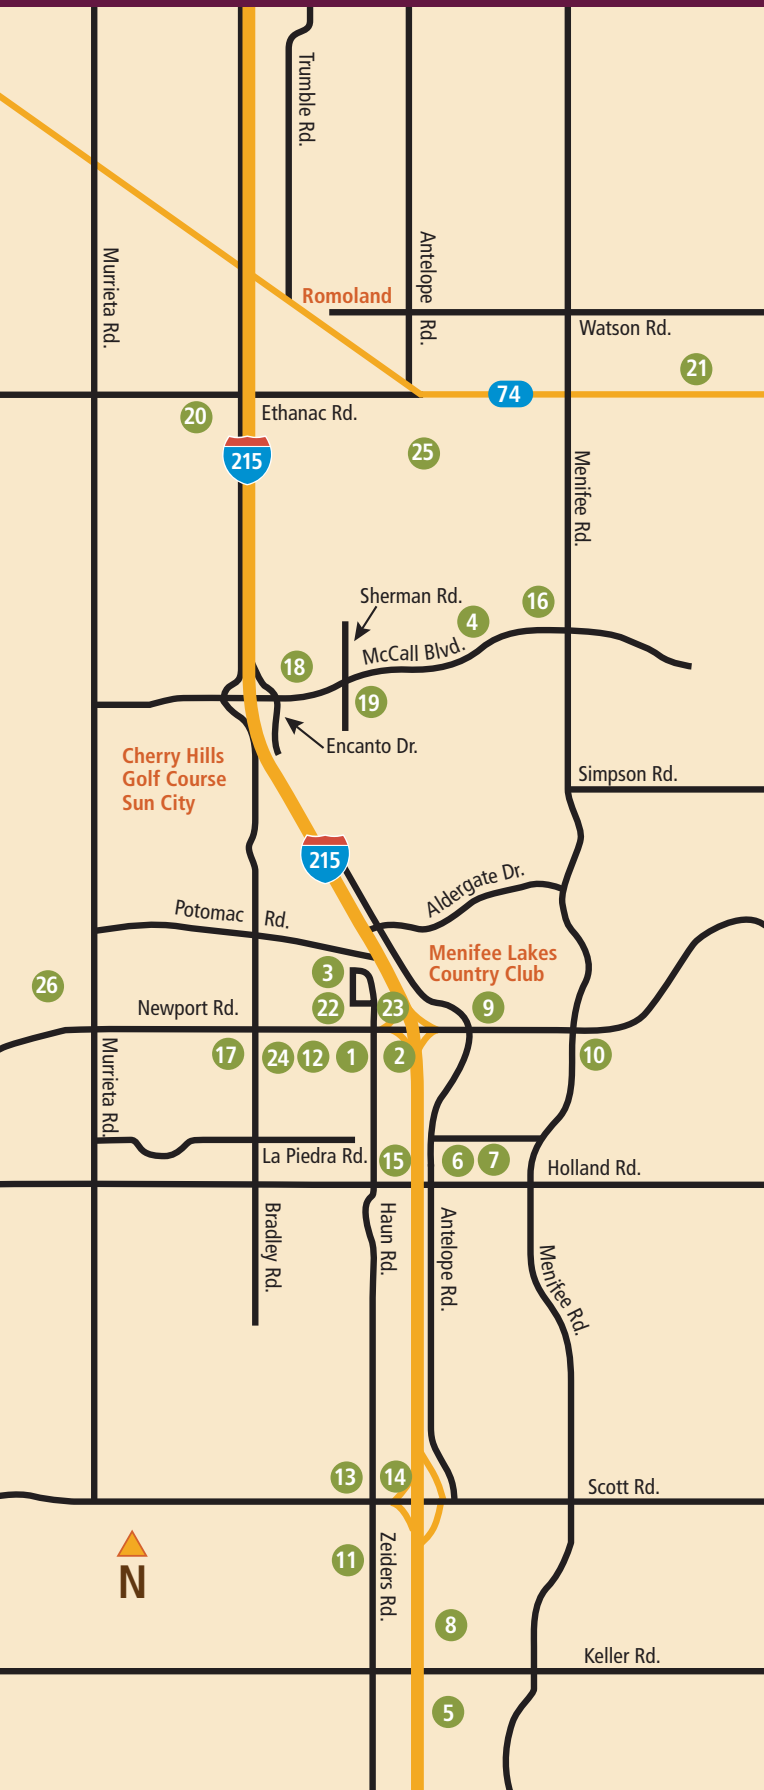 Trumble Rd.
Murrieta Rd.
Antelope Rd.
Romoland
Watson Rd.
21
74
20
Ethanac Rd.
215
25
Menifee Rd.
Sherman Rd.
16
4
McCall Blvd.
18
19
Encanto Dr.
Cherry Hills
Golf Course
Sun City
Simpson Rd.
215
Aldergate Dr.
Potomac Rd.
Menifee Lakes
Country Club
3
26
Newport Rd.
22
23
9
17
24
12
1
2
10
Murrieta Rd.
La Piedra Rd.
15
6
7
Holland Rd.
Bradley Rd.
Haun Rd.
Antelope Rd.
Menifee Rd.
13
14
Scott Rd.
N
11
Zeiders Rd.
8
Keller Rd.
5